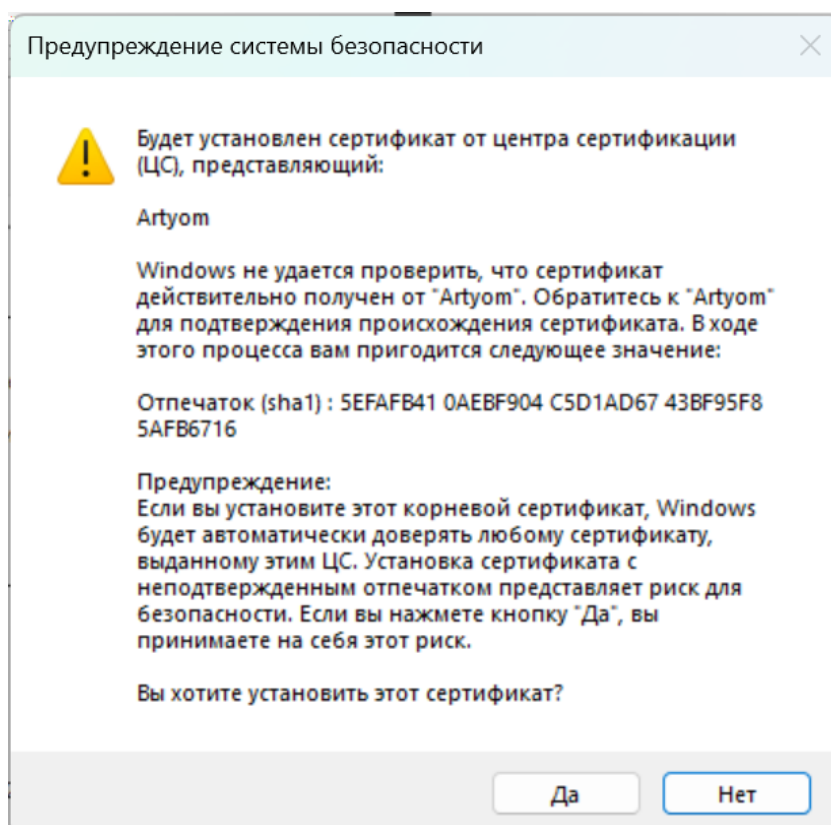 Предупреждение системы безопасности
Будет установлен сертификат от центра сертификации
(ЦС), представляющий:
Artyom
Windows не удается проверить, что сертификат
действительно получен от "Artyom". Обратитесь к "Artyom"
для подтверждения происхождения сертификата. В ходе
этого процесса вам пригодится следующее значение:
Отпечаток (sha1) : 5EFAFB41 0AEBF904 C5D1AD67 43BF95F8
5AFB6716
Предупреждение:
Если вы установите этот корневой сертификат, Windows
будет автоматически доверять любому сертификату,
выданному этим ЦС. Установка сертификата с
неподтвержденным отпечатком представляет риск для
безопасности. Если вы нажмете кнопку "Да", вы
принимаете на себя этот риск.
Вы хотите установить этот сертификат?
Да
Нет